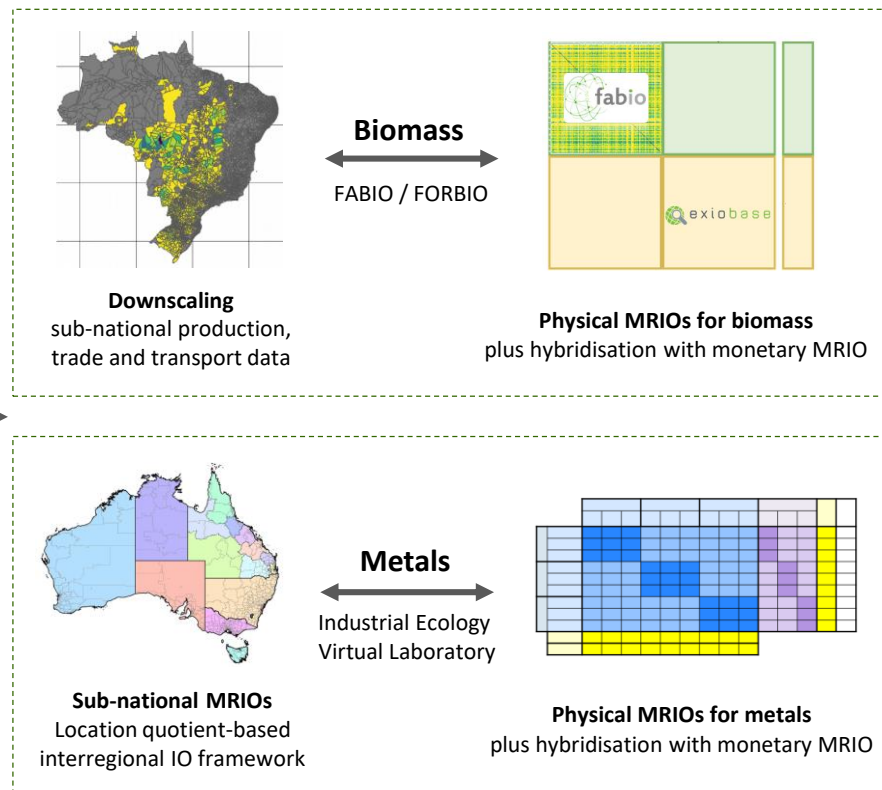 Biomass
FABIO / FORBIO
fabio
exiobase
Downscaling
sub-national production,
trade and transport data
Physical MRIOs for biomass
plus hybridisation with monetary MRIO
Metals
Industrial Ecology
Virtual Laboratory
Sub-national MRIOs
Location quotient-based
interregional IO framework
Physical MRIOs for metals
plus hybridisation with monetary MRIO